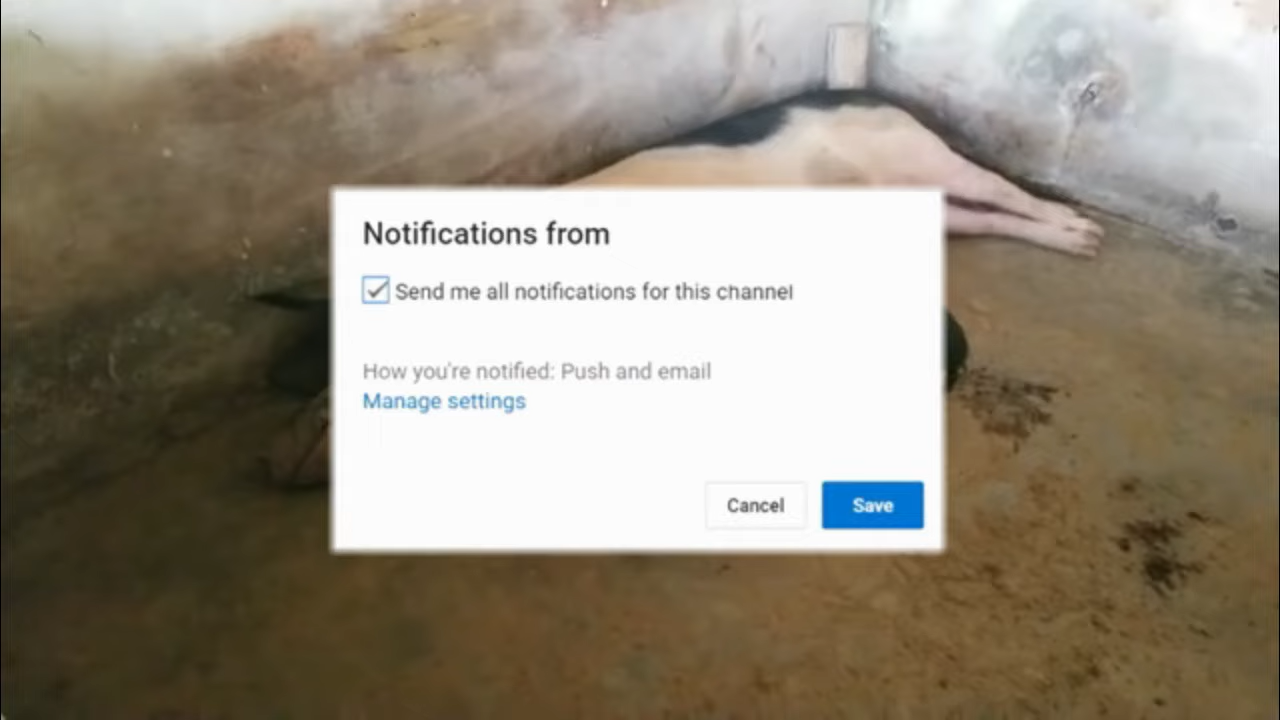 Notifications from
Send me all notifications for this channel
How you're notified: Push and email
Manage settings
Cancel
Save